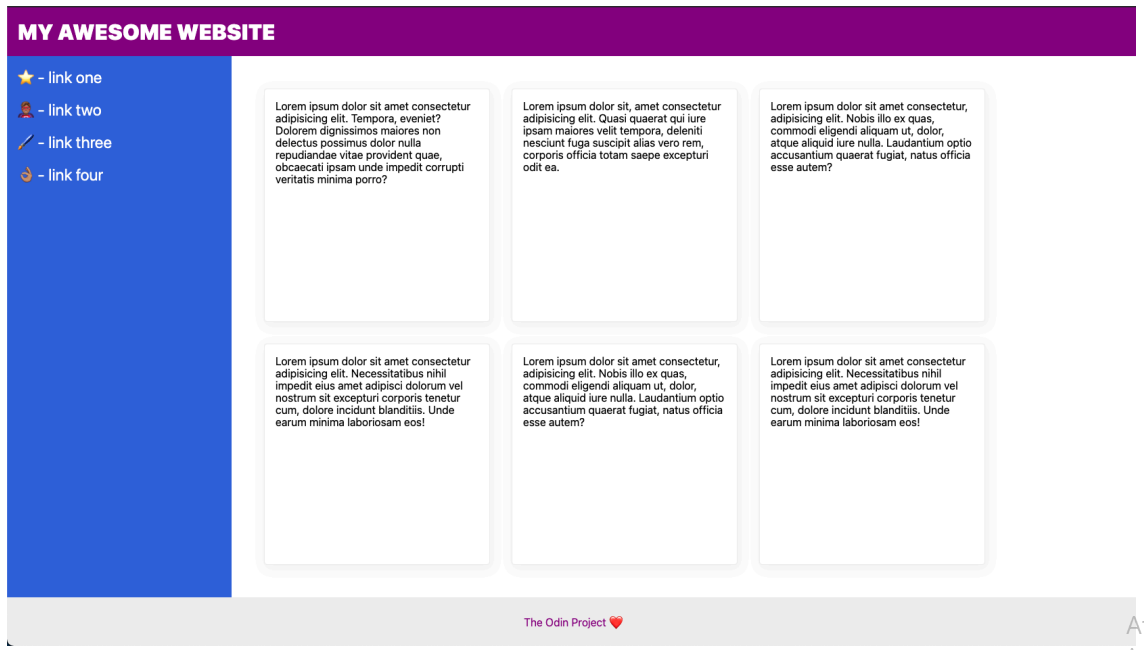 MY AWESOME WEBSITE
⭐ - link one
💇🏾‍♂️ - link two
🖌️ - link three
👌🏽 - link four
Lorem ipsum dolor sit amet consectetur
adipisicing elit. Tempora, eveniet?
Dolorem dignissimos maiores non
delectus possimus dolor nulla
repudiandae vitae provident quae,
obcaecati ipsam unde impedit corrupti
veritatis minima porro?
Lorem ipsum dolor sit, amet consectetur
adipisicing elit. Quasi quaerat qui iure
ipsam maiores velit tempora, deleniti
nesciunt fuga suscipit alias vero rem,
corporis officia totam saepe excepturi
odit ea.
Lorem ipsum dolor sit amet consectetur,
adipisicing elit. Nobis illo ex quas,
commodi eligendi aliquam ut, dolor,
atque aliquid iure nulla. Laudantium optio
accusantium quaerat fugiat, natus officia
esse autem?
Lorem ipsum dolor sit amet consectetur
adipisicing elit. Necessitatibus nihil
impedit eius amet adipisci dolorum vel
nostrum sit excepturi corporis tenetur
cum, dolore incidunt blanditiis. Unde
earum minima laboriosam eos!
Lorem ipsum dolor sit amet consectetur,
adipisicing elit. Nobis illo ex quas,
commodi eligendi aliquam ut, dolor,
atque aliquid iure nulla. Laudantium optio
accusantium quaerat fugiat, natus officia
esse autem?
Lorem ipsum dolor sit amet consectetur
adipisicing elit. Necessitatibus nihil
impedit eius amet adipisci dolorum vel
nostrum sit excepturi corporis tenetur
cum, dolore incidunt blanditiis. Unde
earum minima laboriosam eos!
The Odin Project ❤️